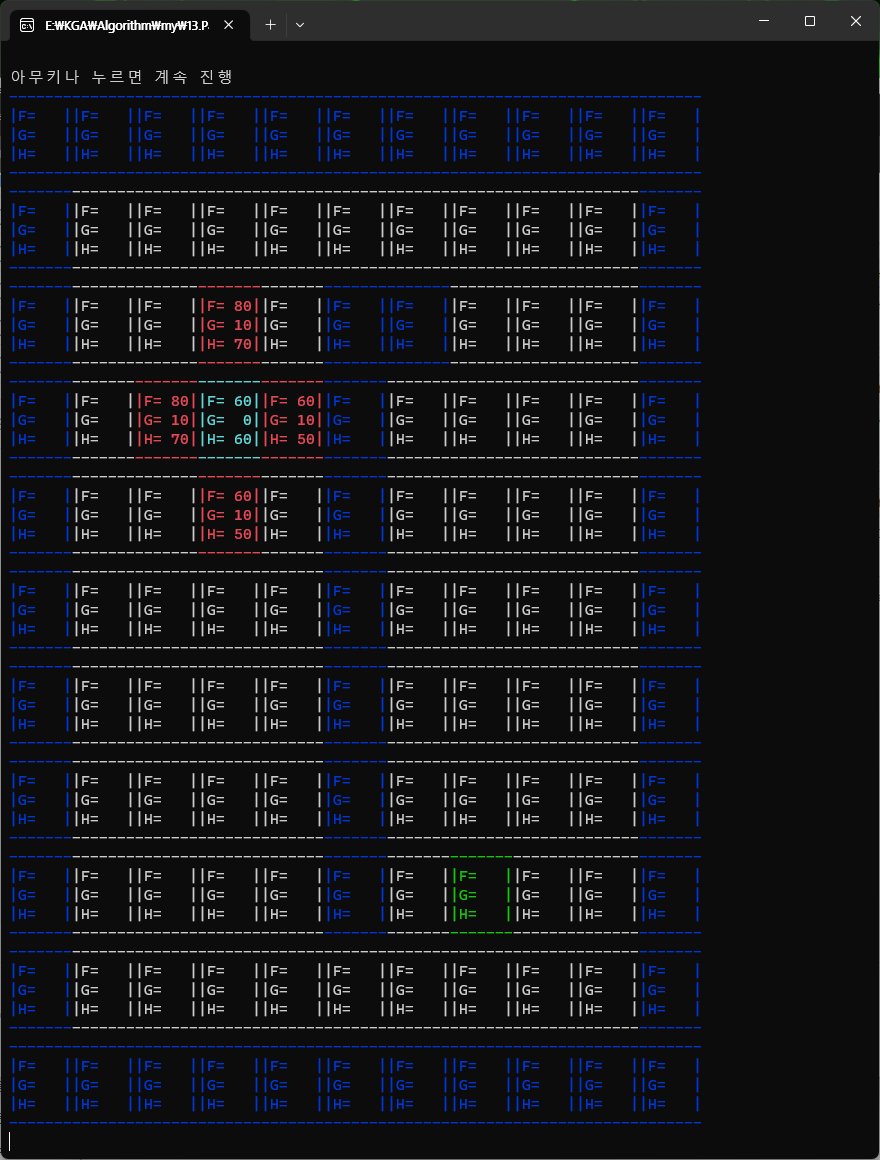 E:₩KGA₩Algorithm₩my₩13.P
아무키나 누르면 계속 진행
|F=   ||F=   ||F=   ||F=   ||F=   ||F=   ||F=   ||F=   ||F=   ||F=   ||F=   |
|G=   ||G=   ||G=   ||G=   ||G=   ||G=   ||G=   ||G=   ||G=   ||G=   ||G=   |
|H=   ||H=   ||H=   ||H=   ||H=   ||H=   ||H=   ||H=   ||H=   ||H=   ||H=   |
|F=   ||F=   ||F=   ||F=   ||F=   ||F=   ||F=   ||F=   ||F=   ||F=   ||F=   |
|G=   ||G=   ||G=   ||G=   ||G=   ||G=   ||G=   ||G=   ||G=   ||G=   ||G=   |
|H=   ||H=   ||H=   ||H=   ||H=   ||H=   ||H=   ||H=   ||H=   ||H=   ||H=   |
|F=   ||F=   ||F=   ||F= 80||F=   ||F=   ||F=   ||F=   ||F=   ||F=   ||F=   |
|G=   ||G=   ||G=   ||G= 10||G=   ||G=   ||G=   ||G=   ||G=   ||G=   ||G=   |
|H=   ||H=   ||H=   ||H= 70||H=   ||H=   ||H=   ||H=   ||H=   ||H=   ||H=   |
|F=   ||F=   ||F= 80||F= 60||F= 60||F=   ||F=   ||F=   ||F=   ||F=   ||F=   |
|G=   ||G=   ||G= 10||G=  0||G= 10||G=   ||G=   ||G=   ||G=   ||G=   ||G=   |
|H=   ||H=   ||H= 70||H= 60||H= 50||H=   ||H=   ||H=   ||H=   ||H=   ||H=   |
|F=   ||F=   ||F=   ||F= 60||F=   ||F=   ||F=   ||F=   ||F=   ||F=   ||F=   |
|G=   ||G=   ||G=   ||G= 10||G=   ||G=   ||G=   ||G=   ||G=   ||G=   ||G=   |
|H=   ||H=   ||H=   ||H= 50||H=   ||H=   ||H=   ||H=   ||H=   ||H=   ||H=   |
|F=   ||F=   ||F=   ||F=   ||F=   ||F=   ||F=   ||F=   ||F=   ||F=   ||F=   |
|G=   ||G=   ||G=   ||G=   ||G=   ||G=   ||G=   ||G=   ||G=   ||G=   ||G=   |
|H=   ||H=   ||H=   ||H=   ||H=   ||H=   ||H=   ||H=   ||H=   ||H=   ||H=   |
|F=   ||F=   ||F=   ||F=   ||F=   ||F=   ||F=   ||F=   ||F=   ||F=   ||F=   |
|G=   ||G=   ||G=   ||G=   ||G=   ||G=   ||G=   ||G=   ||G=   ||G=   ||G=   |
|H=   ||H=   ||H=   ||H=   ||H=   ||H=   ||H=   ||H=   ||H=   ||H=   ||H=   |
|F=   ||F=   ||F=   ||F=   ||F=   ||F=   ||F=   ||F=   ||F=   ||F=   ||F=   |
|G=   ||G=   ||G=   ||G=   ||G=   ||G=   ||G=   ||G=   ||G=   ||G=   ||G=   |
|H=   ||H=   ||H=   ||H=   ||H=   ||H=   ||H=   ||H=   ||H=   ||H=   ||H=   |
|F=   ||F=   ||F=   ||F=   ||F=   ||F=   ||F=   ||F=   ||F=   ||F=   ||F=   |
|G=   ||G=   ||G=   ||G=   ||G=   ||G=   ||G=   ||G=   ||G=   ||G=   ||G=   |
|H=   ||H=   ||H=   ||H=   ||H=   ||H=   ||H=   ||H=   ||H=   ||H=   ||H=   |
|F=   ||F=   ||F=   ||F=   ||F=   ||F=   ||F=   ||F=   ||F=   ||F=   ||F=   |
|G=   ||G=   ||G=   ||G=   ||G=   ||G=   ||G=   ||G=   ||G=   ||G=   ||G=   |
|H=   ||H=   ||H=   ||H=   ||H=   ||H=   ||H=   ||H=   ||H=   ||H=   ||H=   |
|F=   ||F=   ||F=   ||F=   ||F=   ||F=   ||F=   ||F=   ||F=   ||F=   ||F=   |
|G=   ||G=   ||G=   ||G=   ||G=   ||G=   ||G=   ||G=   ||G=   ||G=   ||G=   |
|H=   ||H=   ||H=   ||H=   ||H=   ||H=   ||H=   ||H=   ||H=   ||H=   ||H=   |